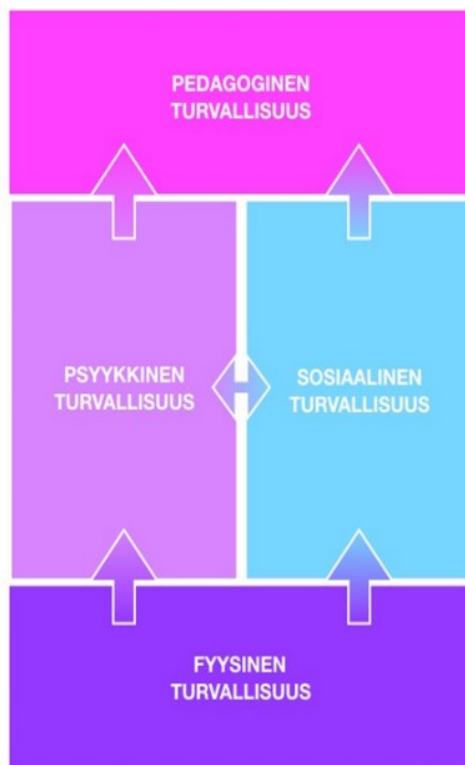 PEDAGOGINEN
TURVALLISUUS
PSYYKKINEN
TURVALLISUUS
SOSIAALINEN
TURVALLISUUS
FYYSINEN
TURVALLISUUS